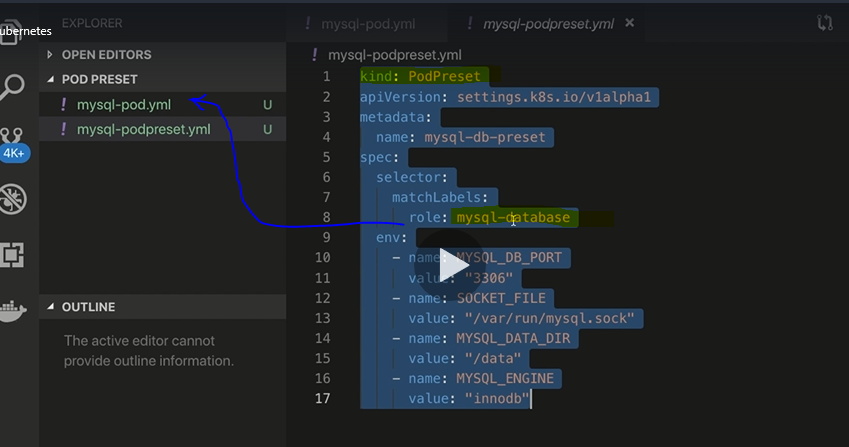 ubernetes
EXPLORER
OPEN EDITORS
POD PRESET
! mysql-pod.yml U
! mysql-podpreset.yml U
4K+
OUTLINE
The active editor cannot
provide outline information.
! mysql-pod.yml
! mysql-podpreset.yml ×
! mysql-podpreset.yml
1 kind: PodPreset
2 apiVersion: settings.k8s.io/v1alpha1
3 metadata:
4   name: mysql-db-preset
5 spec:
6   selector:
7     matchLabels:
8       role: mysql-database
9   env:
10     - name: MYSQL_DB_PORT
11       value: "3306"
12     - name: SOCKET_FILE
13       value: "/var/run/mysql.sock"
14     - name: MYSQL_DATA_DIR
15       value: "/data"
16     - name: MYSQL_ENGINE
17       value: "innodb"